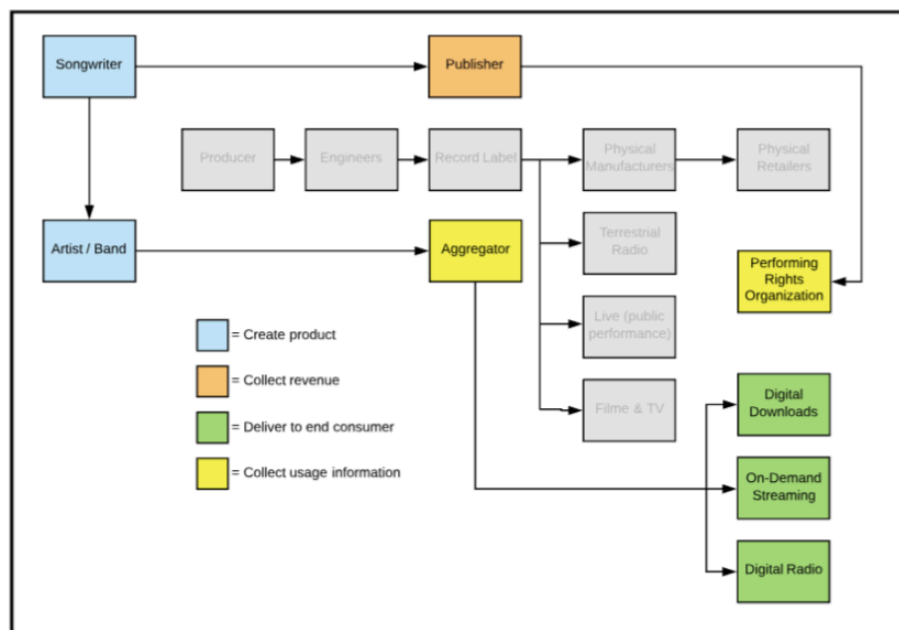 Songwriter
Publisher
Producer
Engineers
Record Label
Physical
Manufacturers
Physical
Retailers
Artist / Band
Aggregator
Terrestrial
Radio
Performing
Rights
Organization
Live (public
performance)
= Create product
= Collect revenue
Filme & TV
Digital
Downloads
= Deliver to end consumer
= Collect usage information
On-Demand
Streaming
Digital Radio